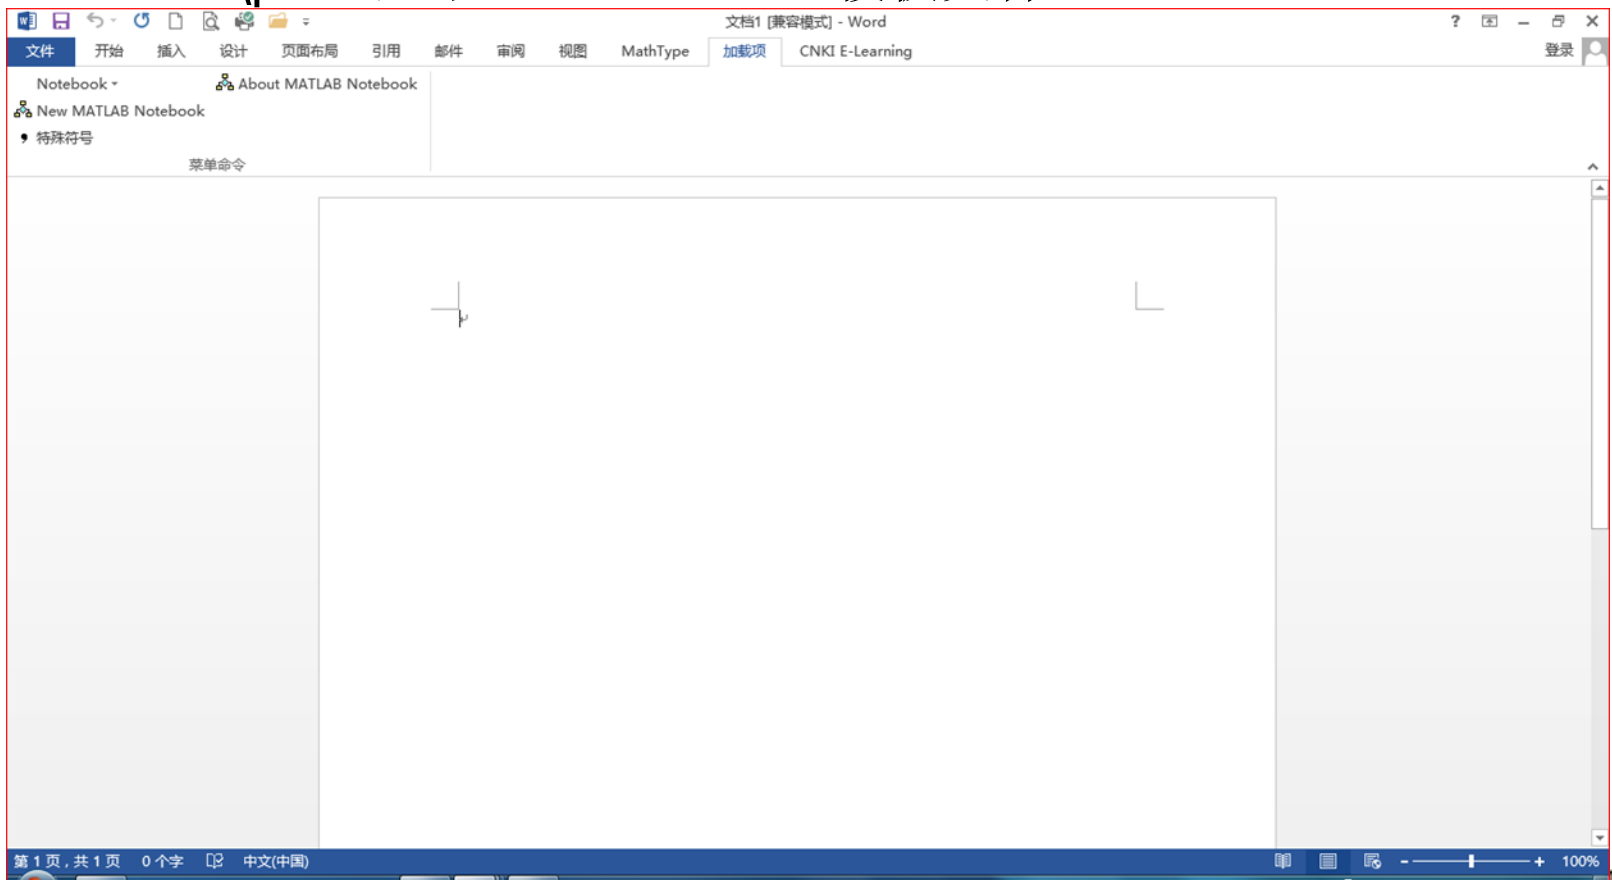 文档1 [兼容模式] - Word
文件 开始 插入 设计 页面布局 引用 邮件 审阅 视图 MathType 加载项 CNKI E-Learning 登录
Notebook About MATLAB Notebook
New MATLAB Notebook
特殊符号
菜单命令
第 1 页 , 共 1 页 0 个字 中文(中国) 100%